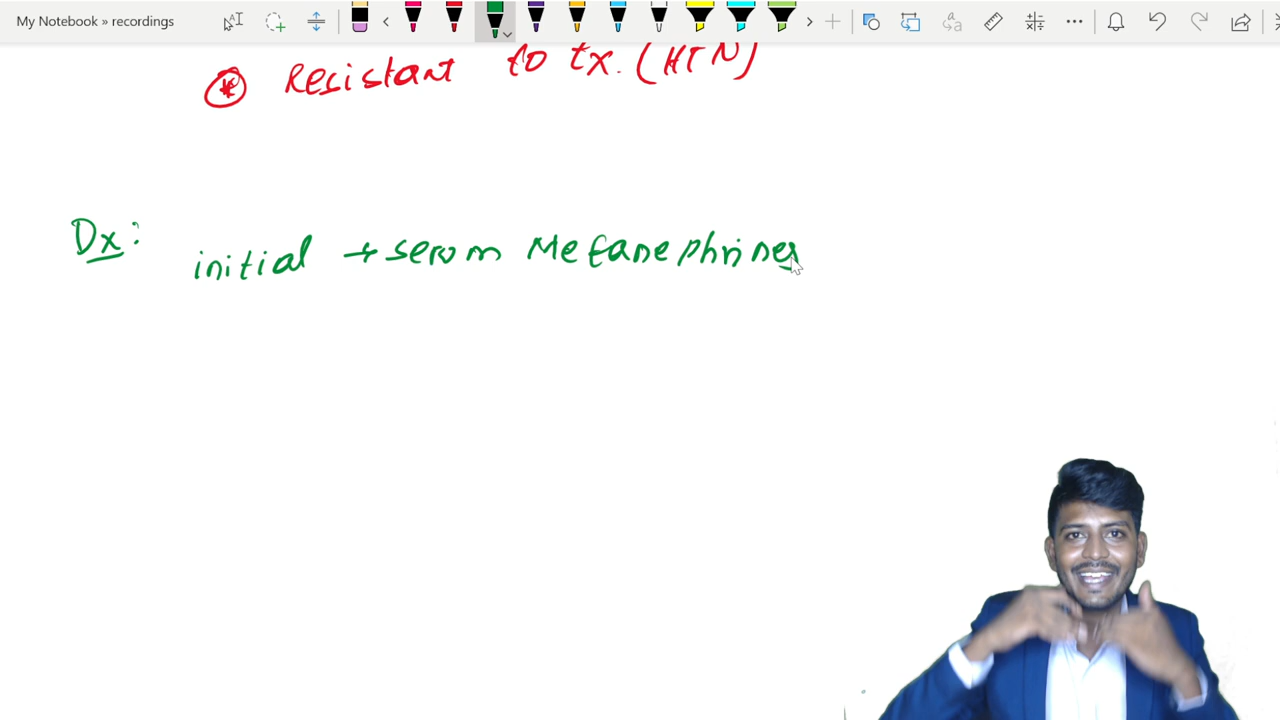 My Notebook » recordings
Resistant to tx. (HTN)
Dx:
initial → serum Metanephrines